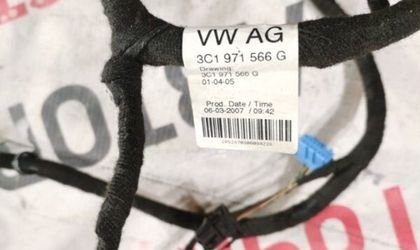 VW AG
3C1 971 566 G
Drawing:
3C1 971 566 G
01-04-05
Prod. Date / Time
06-03-2007 / 09:42